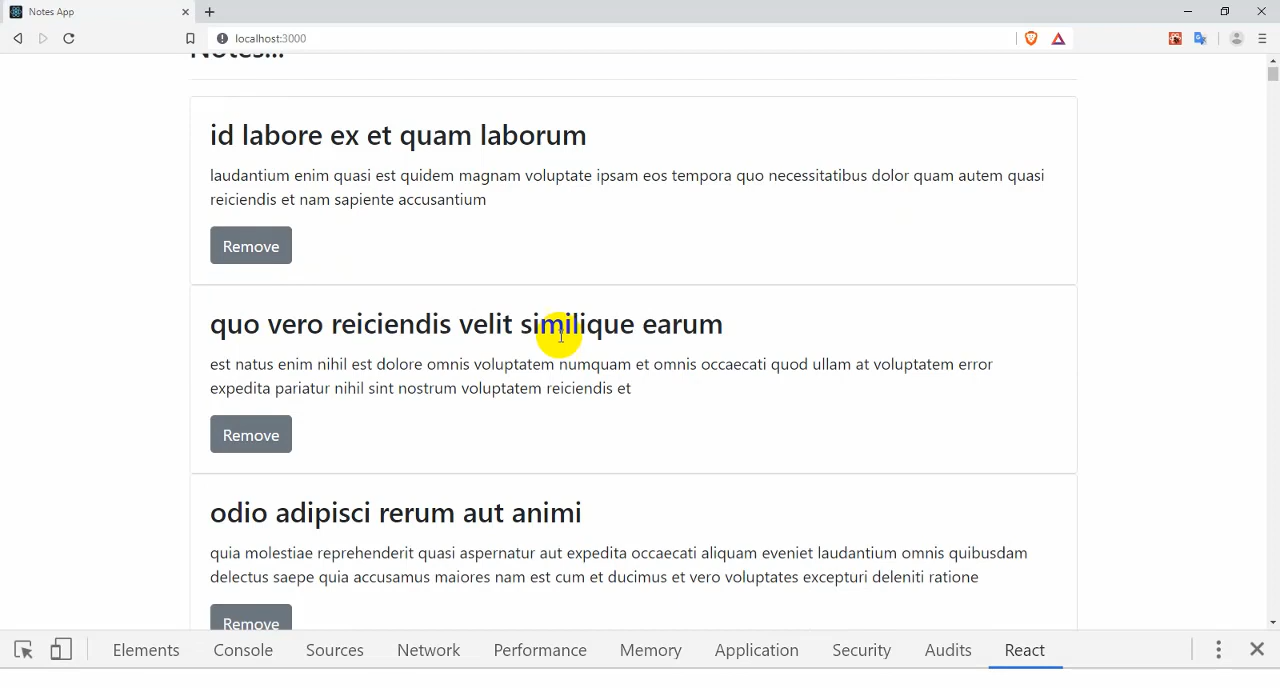 Notes App
localhost:3000
Notes...
id labore ex et quam laborum
laudantium enim quasi est quidem magnam voluptate ipsam eos tempora quo necessitatibus dolor quam autem quasi
reiciendis et nam sapiente accusantium
Remove
quo vero reiciendis velit similique earum
est natus enim nihil est dolore omnis voluptatem numquam et omnis occaecati quod ullam at voluptatem error
expedita pariatur nihil sint nostrum voluptatem reiciendis et
Remove
odio adipisci rerum aut animi
quia molestiae reprehenderit quasi aspernatur aut expedita occaecati aliquam eveniet laudantium omnis quibusdam
delectus saepe quia accusamus maiores nam est cum et ducimus et vero voluptates excepturi deleniti ratione
Remove
Elements Console Sources Network Performance Memory Application Security Audits React